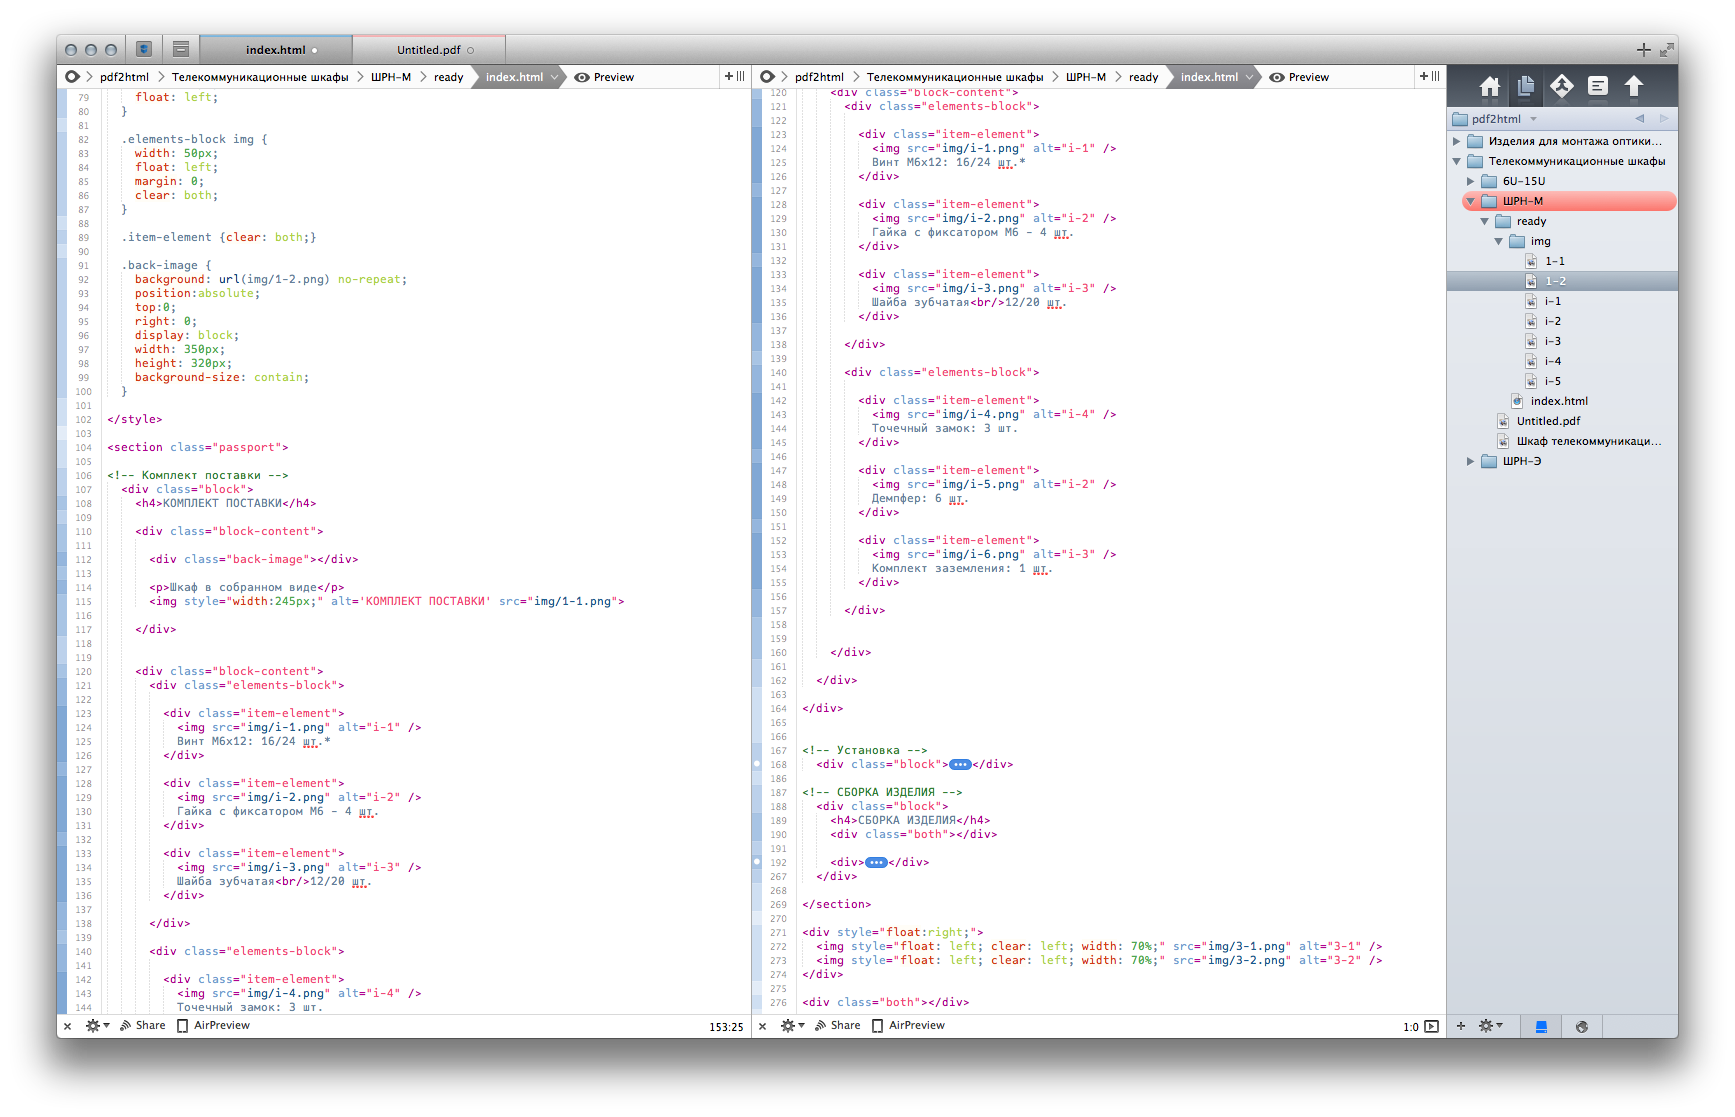 index.html
Untitled.pdf
pdf2html
Телекоммуникационные шкафы
ШРН-М
ready
index.html
Preview
79 float: left;
80 }
81
82 .elements-block img {
83 width: 50px;
84 float: left;
85 margin: 0;
86 clear: both;
87 }
88
89 .item-element {clear: both;}
90
91 .back-image {
92 background: url(img/1-2.png) no-repeat;
93 position:absolute;
94 top:0;
95 right: 0;
96 display: block;
97 width: 350px;
98 height: 320px;
99 background-size: contain;
100 }
101
102 </style>
103
104 <section class="passport">
105
106 <!-- Комплект поставки -->
107 <div class="block">
108 <h4>КОМПЛЕКТ ПОСТАВКИ</h4>
109
110 <div class="block-content">
111
112 <div class="back-image"></div>
113
114 <p>Шкаф в собранном виде</p>
115 <img style="width:245px;" alt='КОМПЛЕКТ ПОСТАВКИ' src="img/1-1.png">
116
117 </div>
118
119
120 <div class="block-content">
121 <div class="elements-block">
122
123 <div class="item-element">
124 <img src="img/i-1.png" alt="i-1" />
125 Винт М6х12: 16/24 шт.*
126 </div>
127
128 <div class="item-element">
129 <img src="img/i-2.png" alt="i-2" />
130 Гайка с фиксатором М6 - 4 шт.
131 </div>
132
133 <div class="item-element">
134 <img src="img/i-3.png" alt="i-3" />
135 Шайба зубчатая<br/>12/20 шт.
136 </div>
137
138 </div>
139
140 <div class="elements-block">
141
142 <div class="item-element">
143 <img src="img/i-4.png" alt="i-4" />
144 Точечный замок: 3 шт.
Share
AirPreview
153:25
pdf2html
Телекоммуникационные шкафы
ШРН-М
ready
index.html
Preview
120 <div class="block-content">
121 <div class="elements-block">
122
123 <div class="item-element">
124 <img src="img/i-1.png" alt="i-1" />
125 Винт М6х12: 16/24 шт.*
126 </div>
127
128 <div class="item-element">
129 <img src="img/i-2.png" alt="i-2" />
130 Гайка с фиксатором М6 - 4 шт.
131 </div>
132
133 <div class="item-element">
134 <img src="img/i-3.png" alt="i-3" />
135 Шайба зубчатая<br/>12/20 шт.
136 </div>
137
138 </div>
139
140 <div class="elements-block">
141
142 <div class="item-element">
143 <img src="img/i-4.png" alt="i-4" />
144 Точечный замок: 3 шт.
145 </div>
146
147 <div class="item-element">
148 <img src="img/i-5.png" alt="i-2" />
149 Демпфер: 6 шт.
150 </div>
151
152 <div class="item-element">
153 <img src="img/i-6.png" alt="i-3" />
154 Комплект заземления: 1 шт.
155 </div>
156
157 </div>
158
159
160 </div>
161
162 </div>
163
164 </div>
165
166
167 <!-- Установка -->
168 <div class="block">•••</div>
186
187 <!-- СБОРКА ИЗДЕЛИЯ -->
188 <div class="block">
189 <h4>СБОРКА ИЗДЕЛИЯ</h4>
190 <div class="both"></div>
191
192 <div>•••</div>
267 </div>
268
269 </section>
270
271 <div style="float:right;">
272 <img style="float: left; clear: left; width: 70%;" src="img/3-1.png" alt="3-1" />
273 <img style="float: left; clear: left; width: 70%;" src="img/3-2.png" alt="3-2" />
274 </div>
275
276 <div class="both"></div>
Share
AirPreview
1:0
pdf2html
Изделия для монтажа оптики...
Телекоммуникационные шкафы
6U-15U
ШРН-М
ready
img
1-1
1-2
i-1
i-2
i-3
i-4
i-5
index.html
Untitled.pdf
Шкаф телекоммуникаци...
ШРН-Э